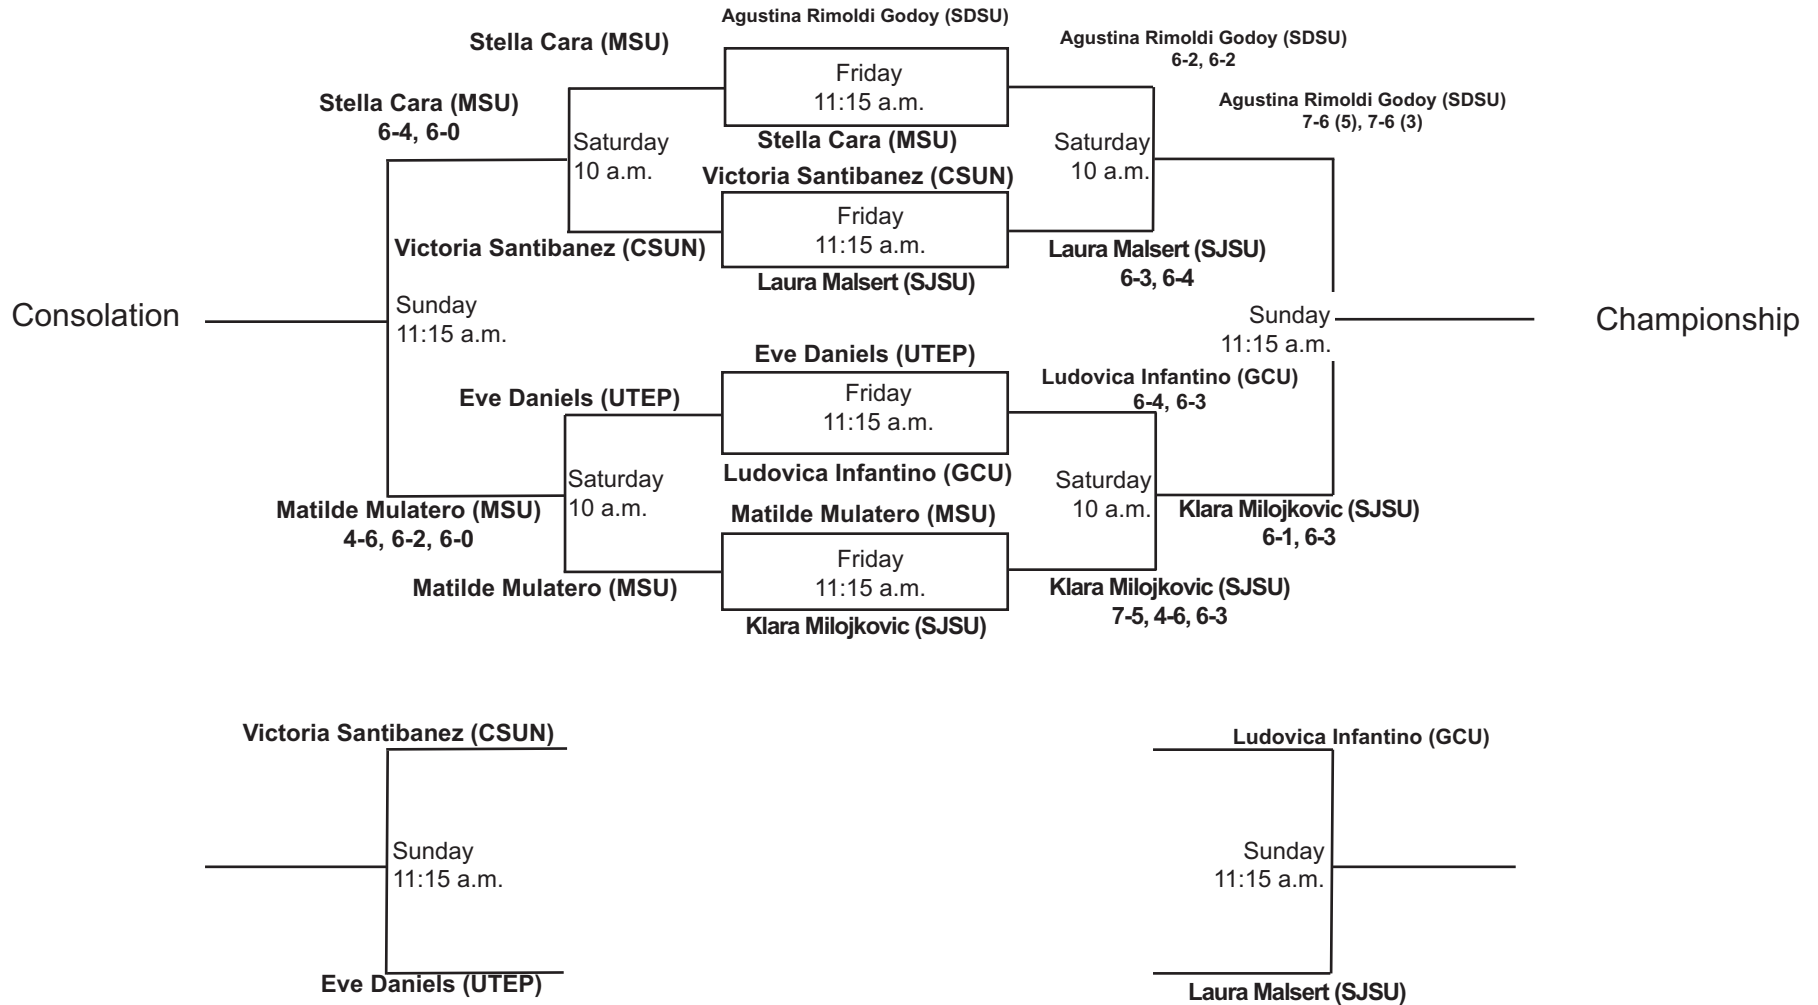 Agustina Rimoldi Godoy (SDSU)
Stella Cara (MSU)
Agustina Rimoldi Godoy (SDSU)
6-2, 6-2
Friday
11:15 a.m.
Stella Cara (MSU)
6-4, 6-0
Agustina Rimoldi Godoy (SDSU)
7-6 (5), 7-6 (3)
Stella Cara (MSU)
Saturday
10 a.m.
Saturday
10 a.m.
Victoria Santibanez (CSUN)
Friday
11:15 a.m.
Victoria Santibanez (CSUN)
Laura Malsert (SJSU)
6-3, 6-4
Laura Malsert (SJSU)
Consolation
Sunday
11:15 a.m.
Sunday
11:15 a.m.
Championship
Eve Daniels (UTEP)
Ludovica Infantino (GCU)
6-4, 6-3
Eve Daniels (UTEP)
Friday
11:15 a.m.
Ludovica Infantino (GCU)
Saturday
10 a.m.
Saturday
10 a.m.
Matilde Mulatero (MSU)
4-6, 6-2, 6-0
Matilde Mulatero (MSU)
Klara Milojkovic (SJSU)
6-1, 6-3
Friday
11:15 a.m.
Matilde Mulatero (MSU)
Klara Milojkovic (SJSU)
7-5, 4-6, 6-3
Klara Milojkovic (SJSU)
Victoria Santibanez (CSUN)
Ludovica Infantino (GCU)
Sunday
11:15 a.m.
Sunday
11:15 a.m.
Eve Daniels (UTEP)
Laura Malsert (SJSU)